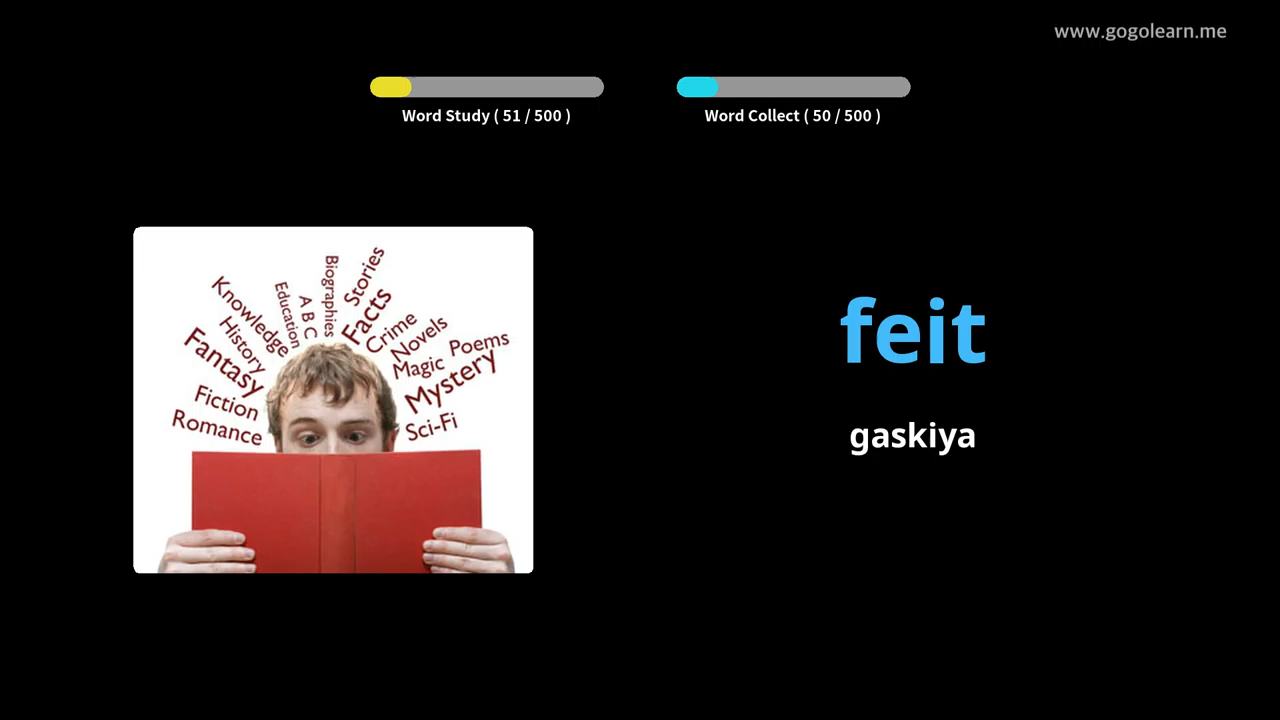 www.gogolearn.me
Word Study ( 51 / 500 )
Word Collect ( 50 / 500 )
Biographies
Stories
Education
A B C
Facts
Knowledge
Crime
History
Novels
Poems
Fantasy
Magic
Mystery
Fiction
Romance
Sci-Fi
feit
gaskiya